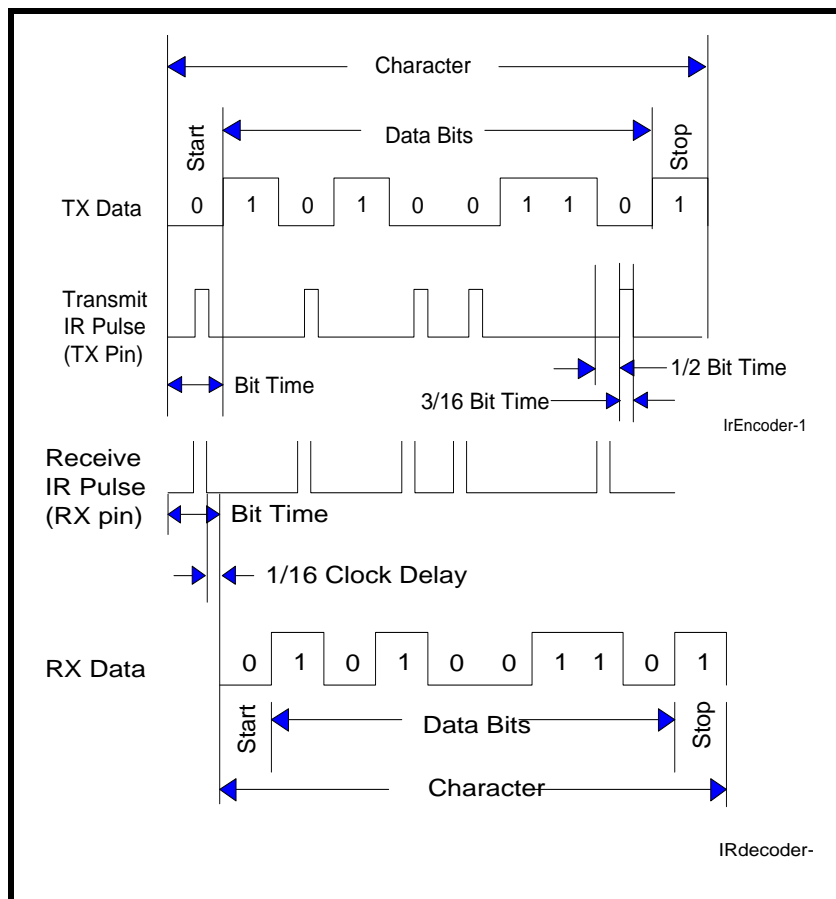 Character
Start
Data Bits
Stop
TX Data
0 1 0 1 0 0 1 1 0 1
Transmit
IR Pulse
(TX Pin)
Bit Time
1/2 Bit Time
3/16 Bit Time
IrEncoder-1
Receive
IR Pulse
(RX pin)
Bit Time
1/16 Clock Delay
RX Data
0 1 0 1 0 0 1 1 0 1
Start
Data Bits
Stop
Character
IRdecoder-